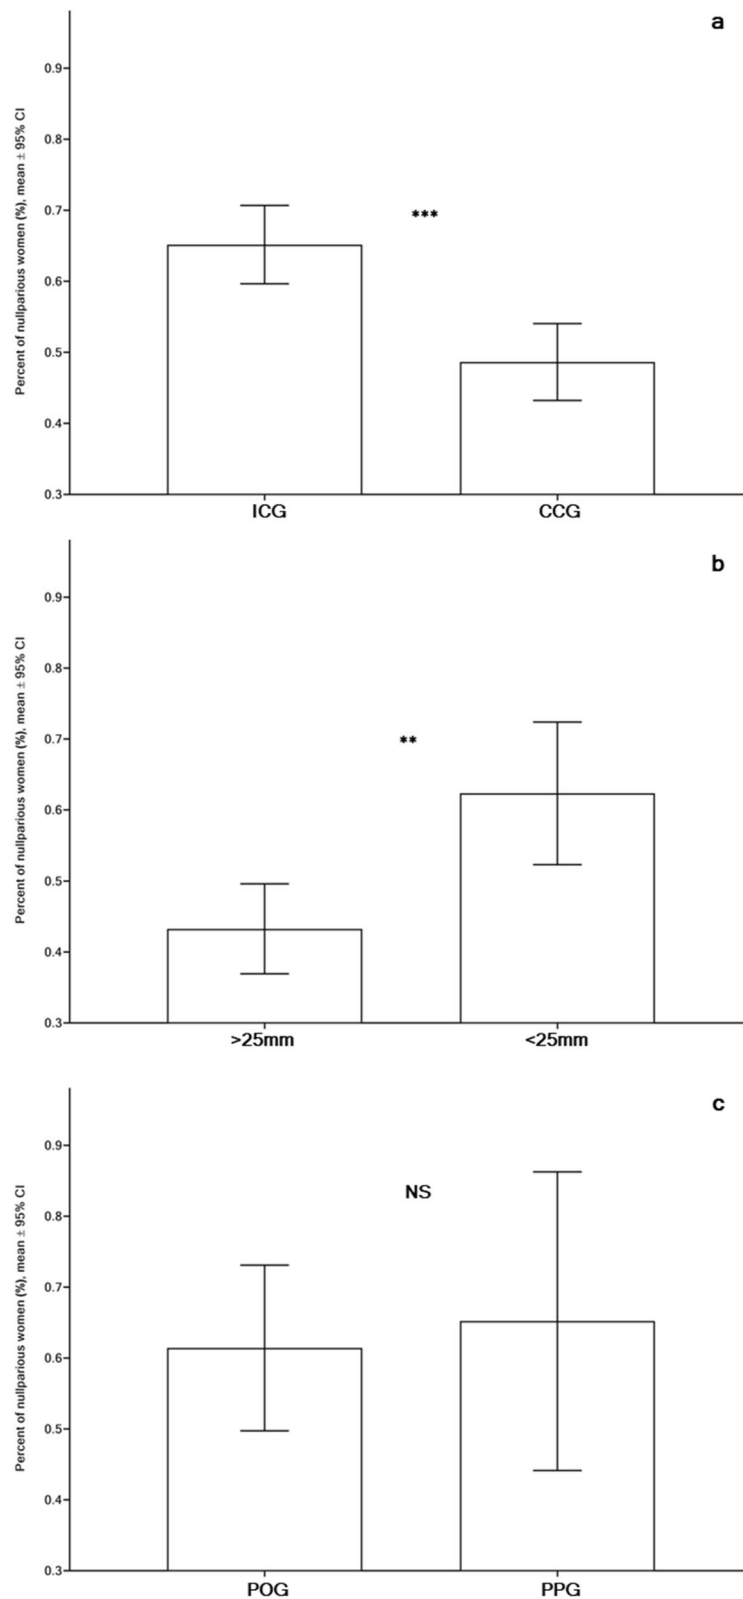 a
Percent of nullparious women (%), mean ± 95% CI
0.9
0.8
0.7
0.6
0.5
0.4
0.3
***
ICG
CCG
b
Percent of nullparious women (%), mean ± 95% CI
0.9
0.8
0.7
0.6
0.5
0.4
0.3
**
>25mm
<25mm
c
Percent of nullparious women (%), mean ± 95% CI
0.9
0.8
0.7
0.6
0.5
0.4
0.3
NS
POG
PPG